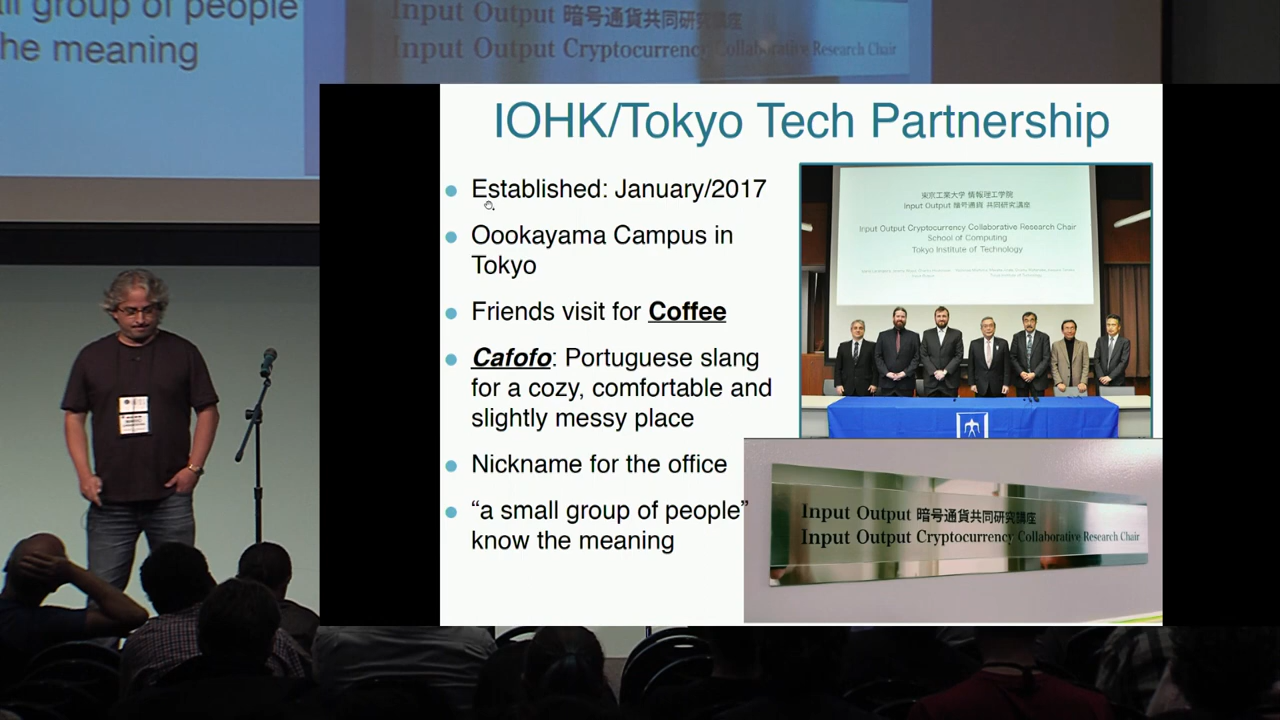 ll group of people
he meaning
Input Output 暗号通貨共同研究講座
Input Output Cryptocurrency Collaborative Research Chair
IOHK/Tokyo Tech Partnership
Established: January/2017
Oookayama Campus in
Tokyo
Friends visit for Coffee
Cafofo: Portuguese slang
for a cozy, comfortable and
slightly messy place
Nickname for the office
“a small group of people”
know the meaning
東京工業大学 情報理工学院
Input Output 暗号通貨 共同研究講座
Input Output Cryptocurrency Collaborative Research Chair
School of Computing
Tokyo Institute of Technology
Input Output 暗号通貨共同研究講座
Input Output Cryptocurrency Collaborative Research Chair